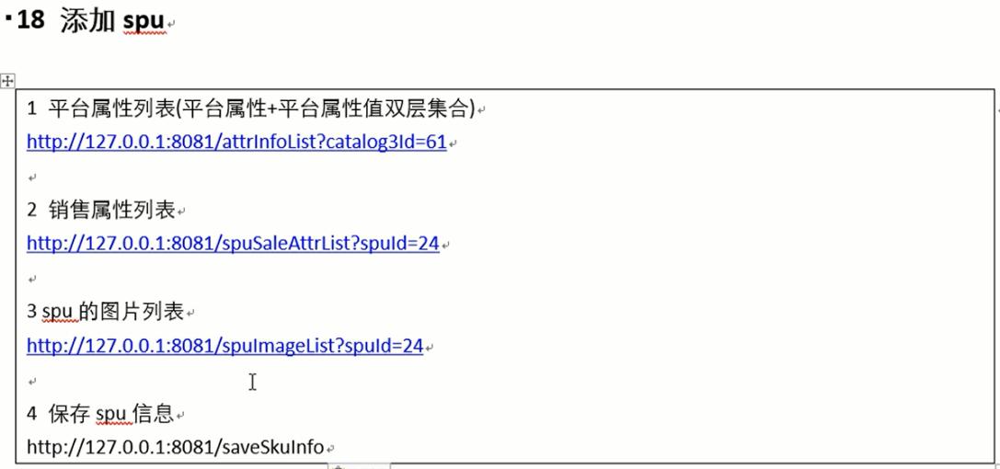 18 添加 spu
1 平台属性列表(平台属性+平台属性值双层集合)
http://127.0.0.1:8081/attrInfoList?catalog3Id=61
2 销售属性列表
http://127.0.0.1:8081/spuSaleAttrList?spuId=24
3 spu 的图片列表
http://127.0.0.1:8081/spuImageList?spuId=24
4 保存 spu 信息
http://127.0.0.1:8081/saveSkuInfo